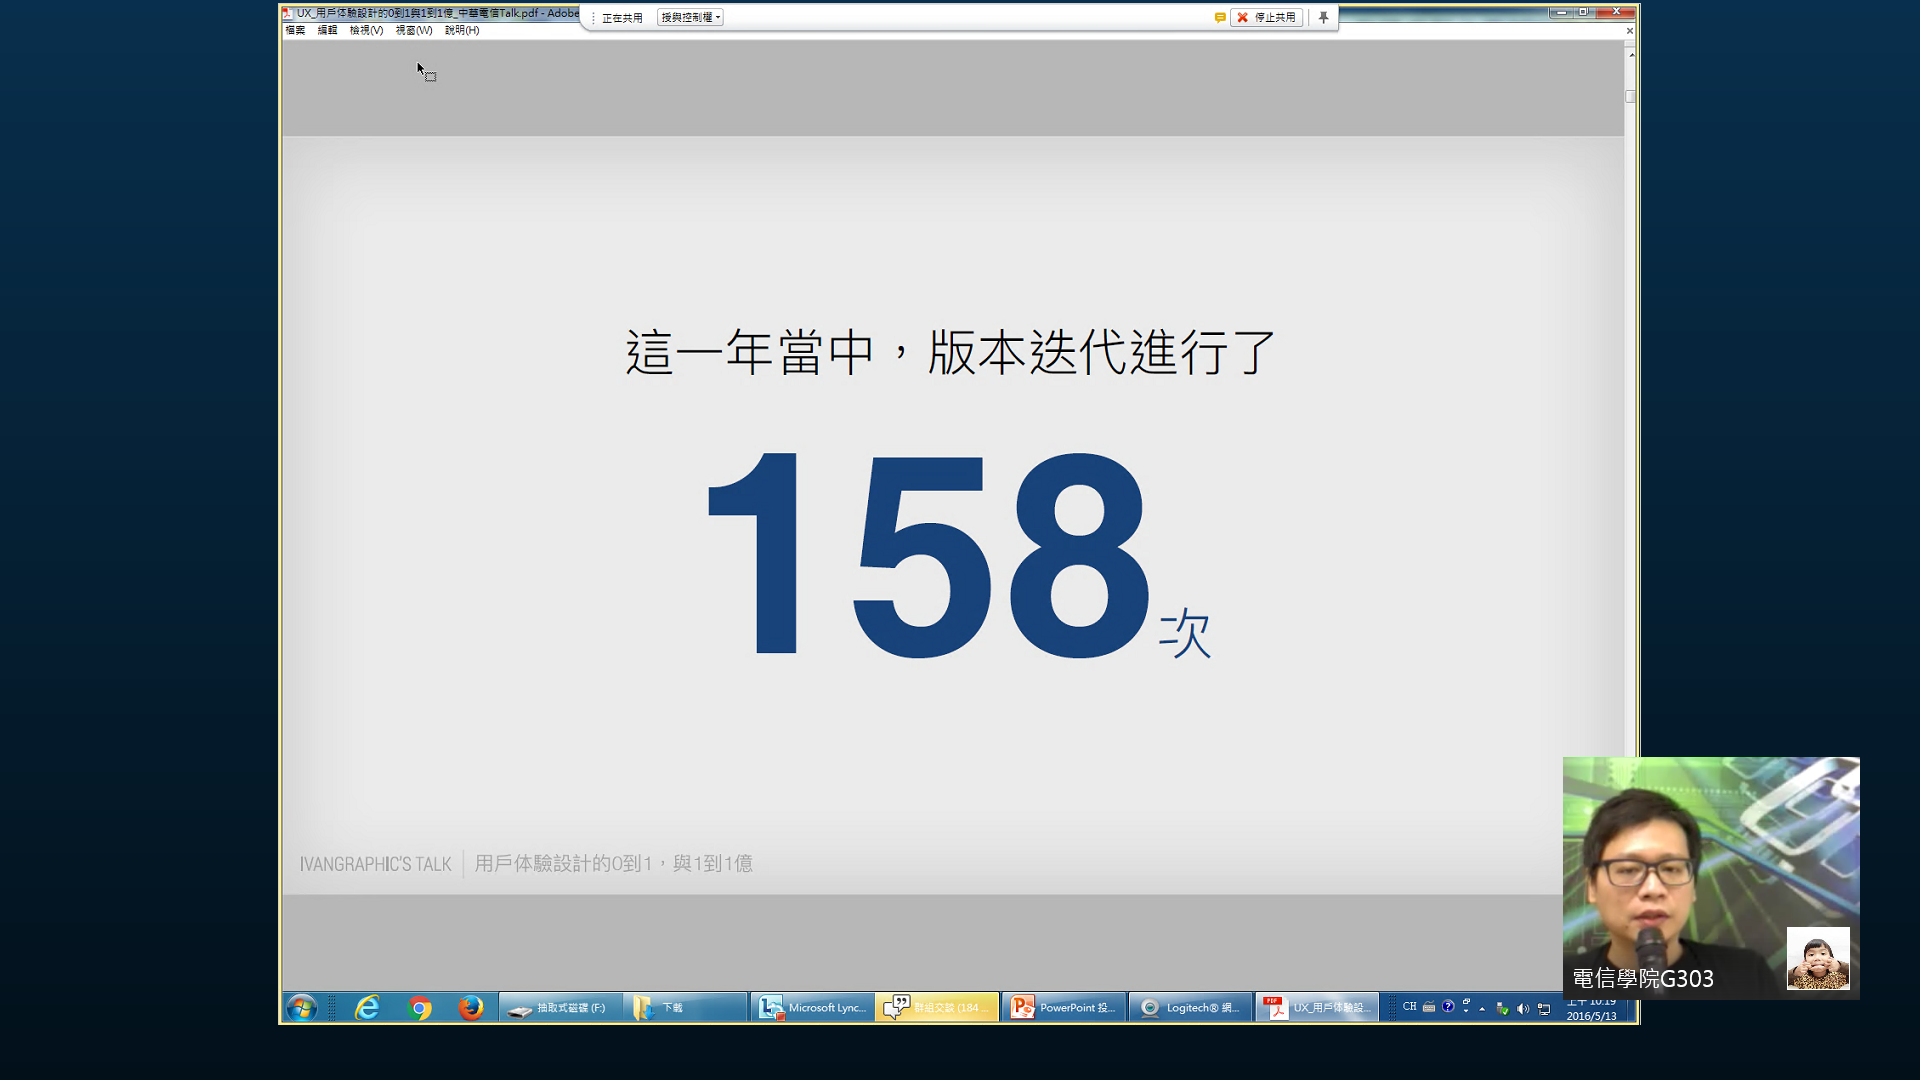 UX_用戶体驗設計的0到1與1到1億_中華電信Talk.pdf - Adobe
正在共用
授與控制權
停止共用
檔案 編輯 檢視(V) 視窗(W) 說明(H)
這一年當中，版本迭代進行了
158次
IVANGRAPHIC'S TALK 用戶体驗設計的0到1，與1到1億
電信學院G303
抽取式磁碟 (F:)
下載
Microsoft Lync...
群組交談 (184 ...
PowerPoint 投...
Logitech® 網...
UX_用戶体驗設...
CH
上午 10:19
2016/5/13